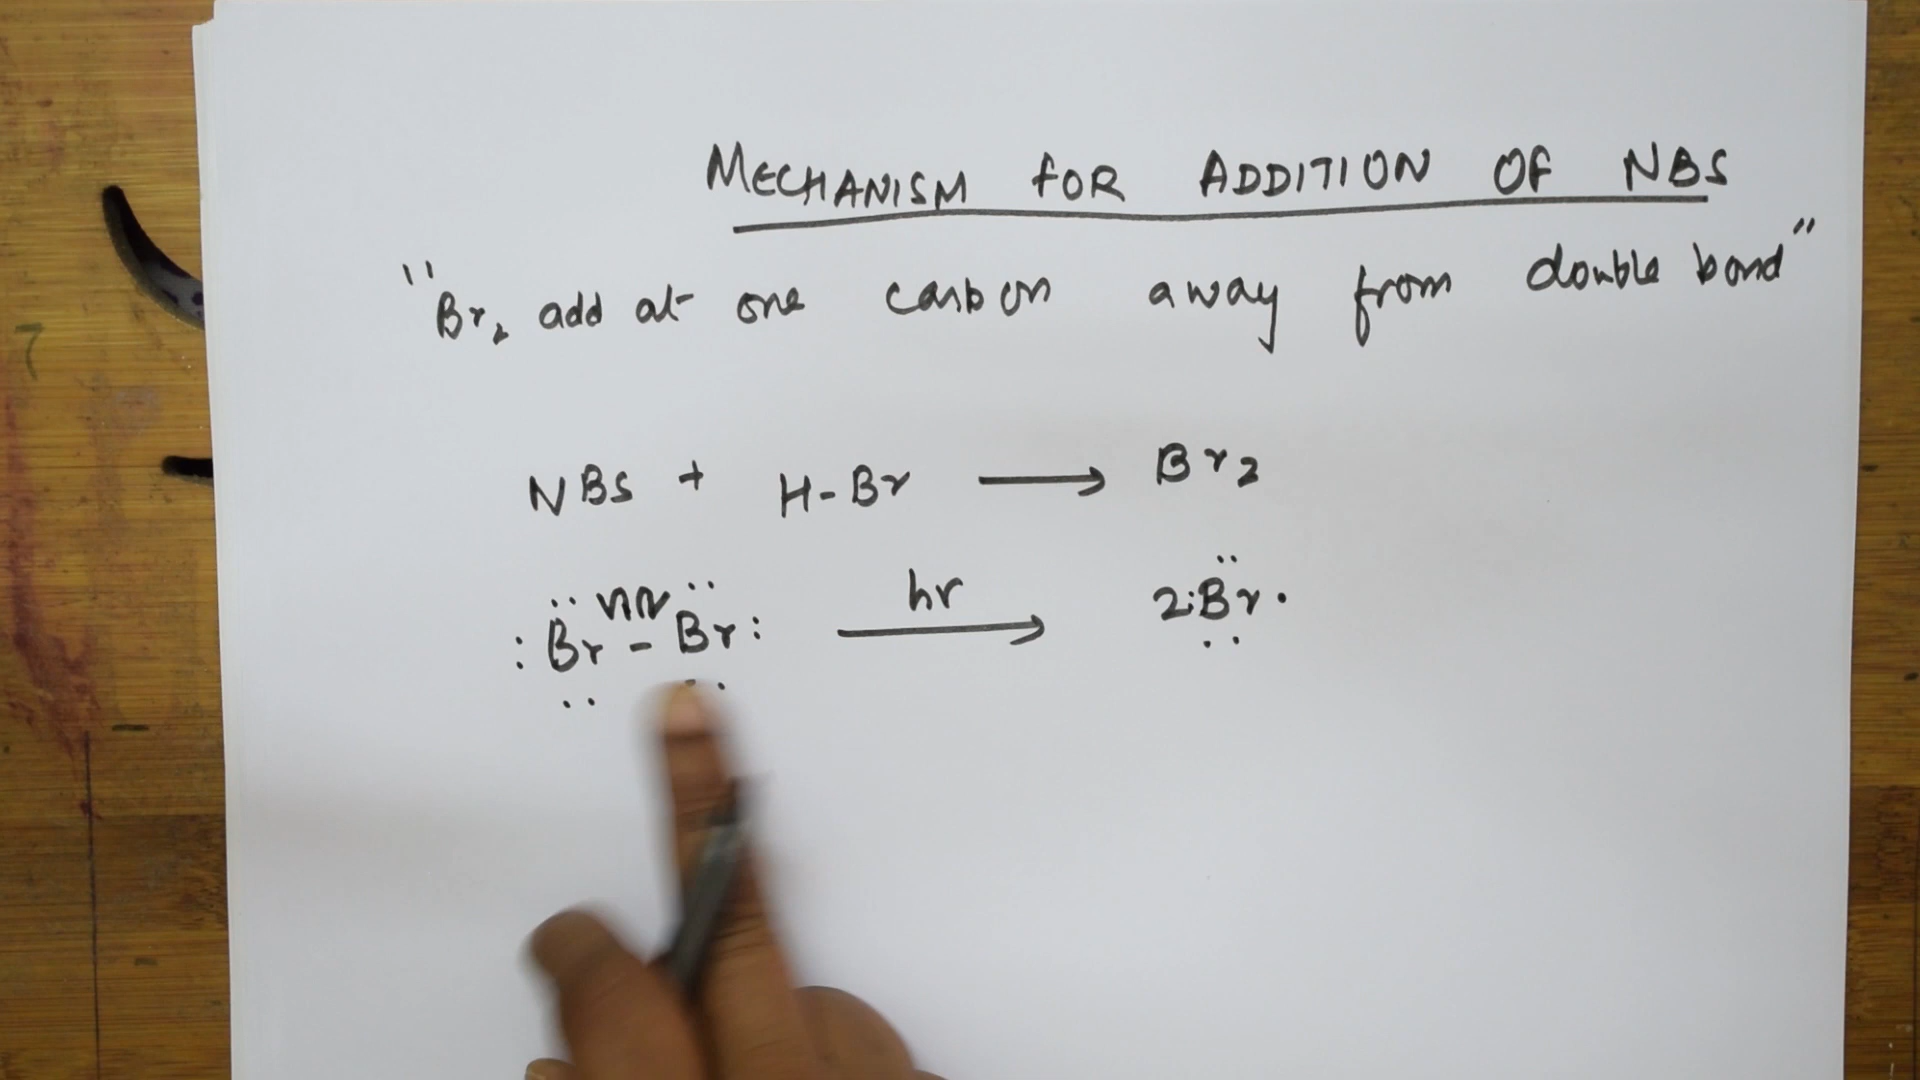 MECHANISM FOR ADDITION OF NBS
"Br₂ add at one carbon away from double bond"
NBS + H-Br ⟶ Br₂
:Br - Br: hr ⟶ 2:Br·